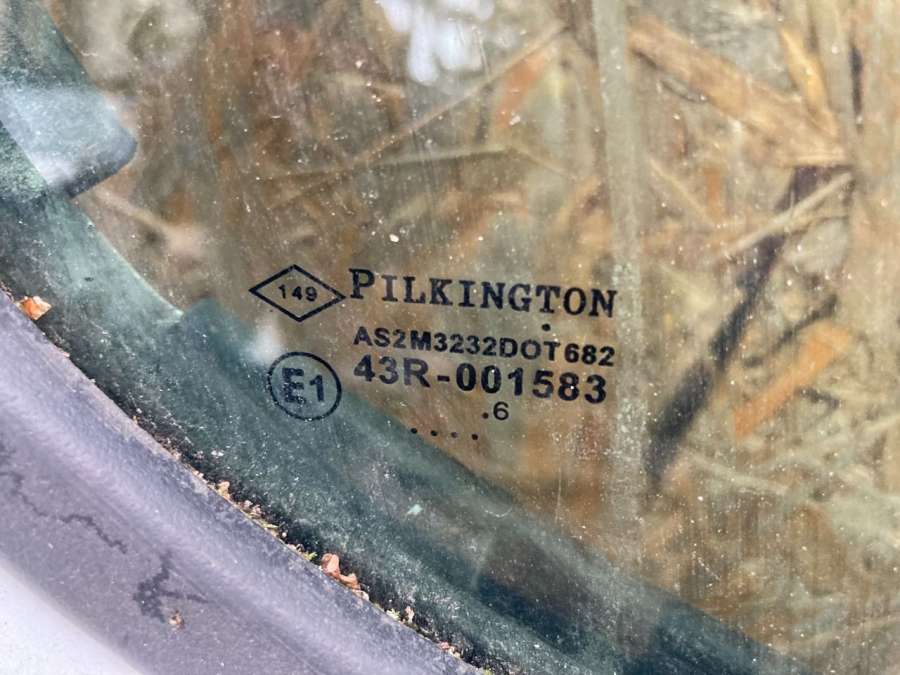 149 PILKINGTON
AS2M3232DOT682
E1 43R-001583
.6
....